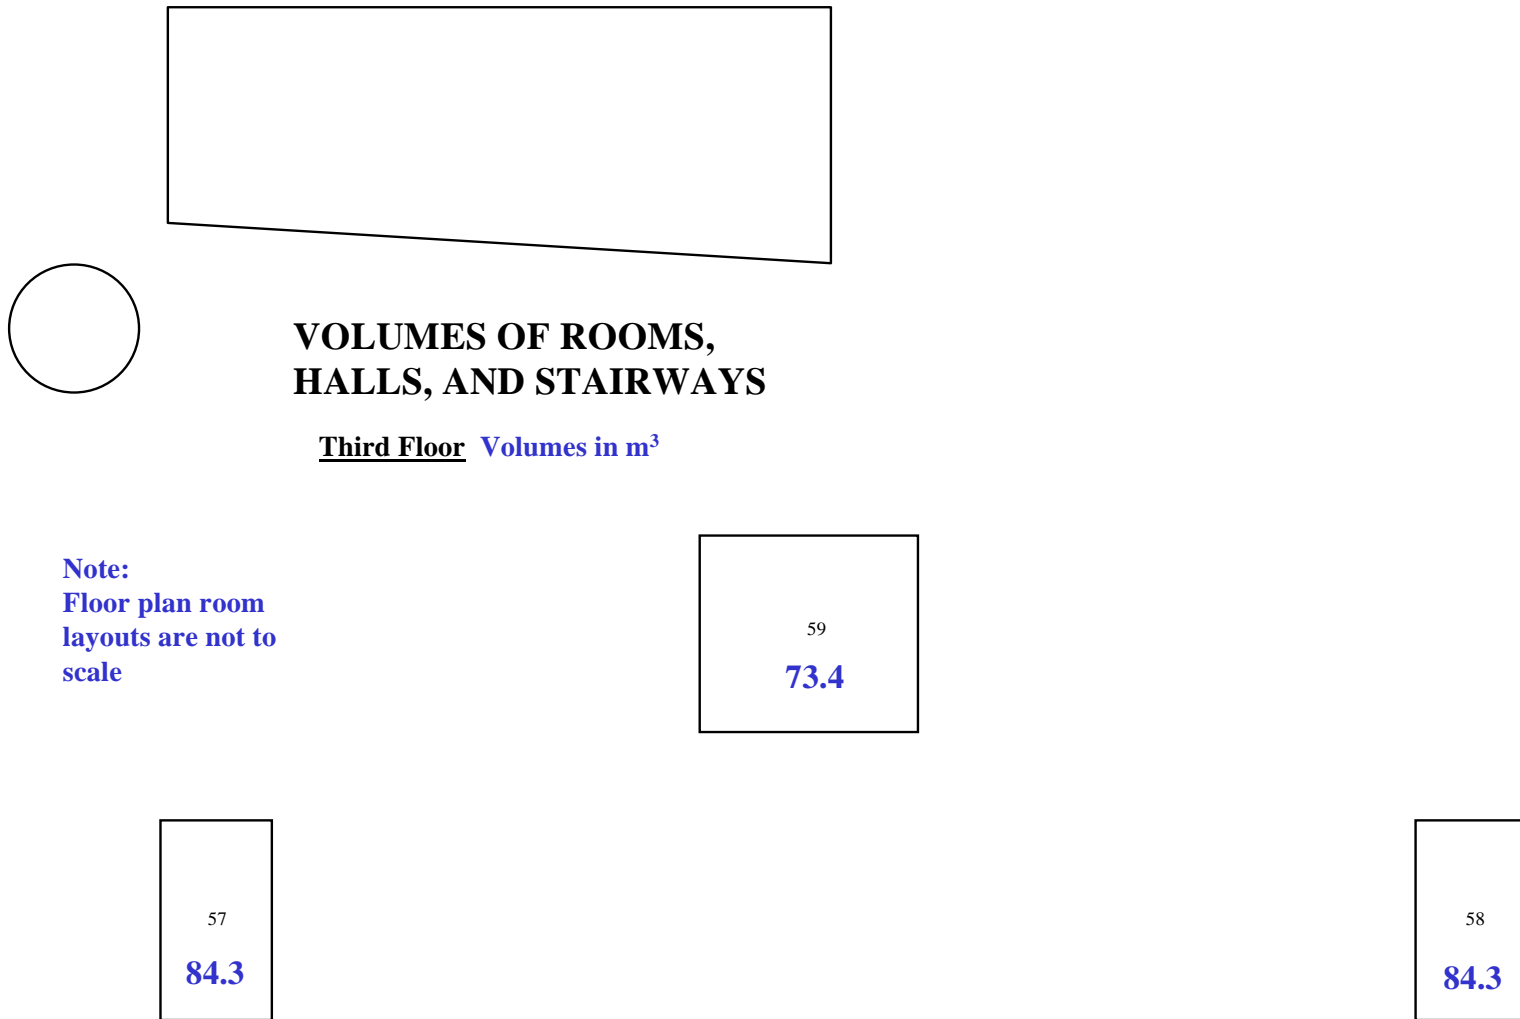 VOLUMES OF ROOMS,
HALLS, AND STAIRWAYS
Third Floor Volumes in m³
Note:
Floor plan room
layouts are not to
scale
59
73.4
57
84.3
58
84.3